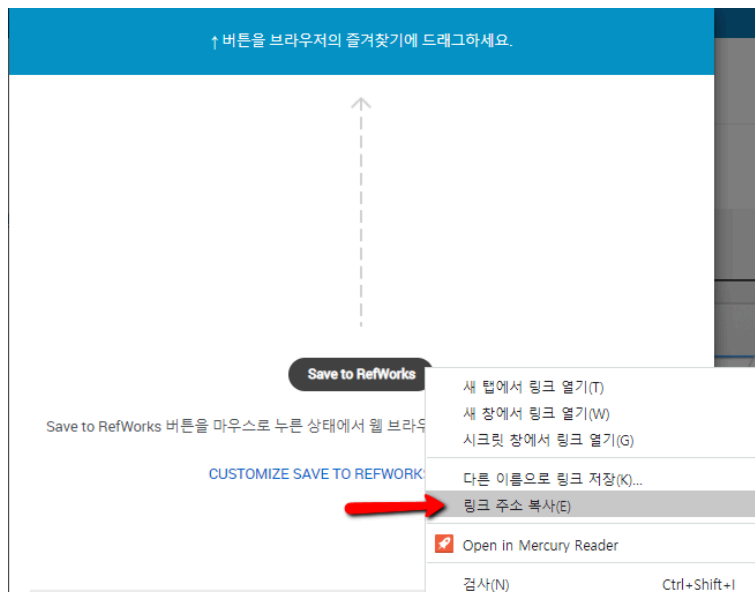 ↑ 버튼을 브라우저의 즐겨찾기에 드래그하세요.
Save to RefWorks
새 탭에서 링크 열기(T)
새 창에서 링크 열기(W)
Save to RefWorks 버튼을 마우스로 누른 상태에서 웹 브라우
시크릿 창에서 링크 열기(G)
CUSTOMIZE SAVE TO REFWORKS
다른 이름으로 링크 저장(K)...
링크 주소 복사(E)
Open in Mercury Reader
검사(N) Ctrl+Shift+I